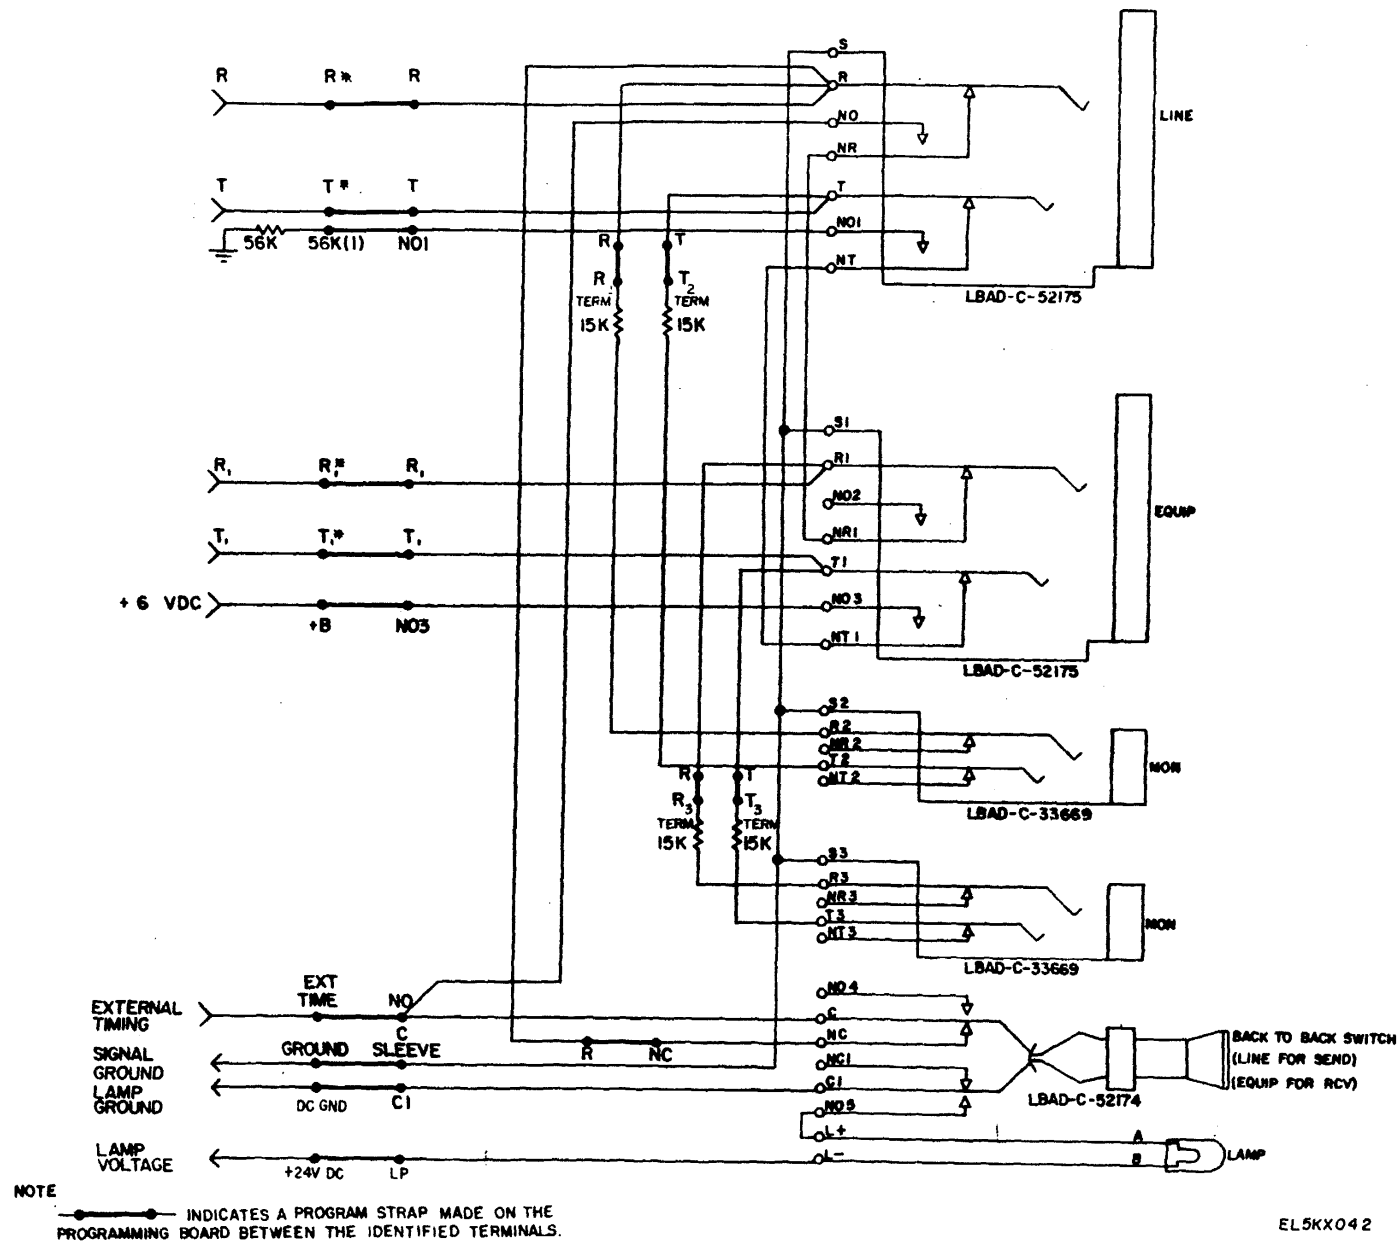 S
R R* R R
LINE
NO
NR
T T* T T
56K 56K(1) NO1 NO1
R T
NT
R T2
TERM TERM
15K 15K
LBAD-C-52175
S1
R1 R1* R1 R1
NO2
EQUIP
NR1
T1 T1* T1 T1
+ 6 VDC NO3
+B NO3
NT1
LBAD-C-52175
S2
R2
NR2
T2 MON
R T NT2
R3 T3
TERM TERM
15K 15K
LBAD-C-33669
S3
R3
NR3
T3 MON
NT3
LBAD-C-33669
EXT
TIME NO NO4
EXTERNAL
TIMING C C
NC
BACK TO BACK SWITCH
SIGNAL
GROUND GROUND SLEEVE R NC NC1
(LINE FOR SEND)
LAMP
GROUND DC GND C1 C1
(EQUIP FOR RCV)
LBAD-C-52174
NO5
L+ A
LAMP
VOLTAGE +24V DC LP L- B LAMP
NOTE
INDICATES A PROGRAM STRAP MADE ON THE
PROGRAMMING BOARD BETWEEN THE IDENTIFIED TERMINALS.
EL5KX042